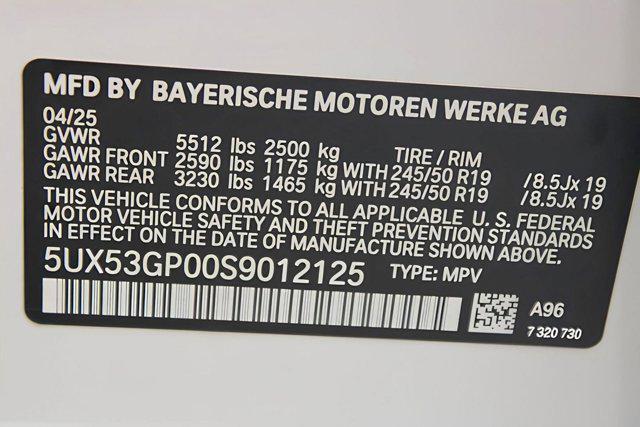 MFD BY BAYERISCHE MOTOREN WERKE AG
04/25
GVWR 5512 lbs 2500 kg TIRE / RIM
GAWR FRONT 2590 lbs 1175 kg WITH 245/50 R19 /8.5Jx 19
GAWR REAR 3230 lbs 1465 kg WITH 245/50 R19 /8.5Jx 19
THIS VEHICLE CONFORMS TO ALL APPLICABLE U. S. FEDERAL
MOTOR VEHICLE SAFETY AND THEFT PREVENTION STANDARDS
IN EFFECT ON THE DATE OF MANUFACTURE SHOWN ABOVE.
5UX53GP00S9012125 TYPE: MPV
A96
7 320 730